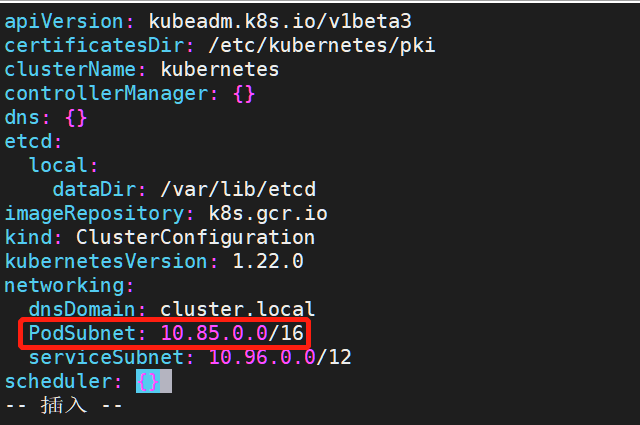 apiVersion: kubeadm.k8s.io/v1beta3
certificatesDir: /etc/kubernetes/pki
clusterName: kubernetes
controllerManager: {}
dns: {}
etcd:
  local:
    dataDir: /var/lib/etcd
imageRepository: k8s.gcr.io
kind: ClusterConfiguration
kubernetesVersion: 1.22.0
networking:
  dnsDomain: cluster.local
  PodSubnet: 10.85.0.0/16
  serviceSubnet: 10.96.0.0/12
scheduler: {}
-- 插入 --